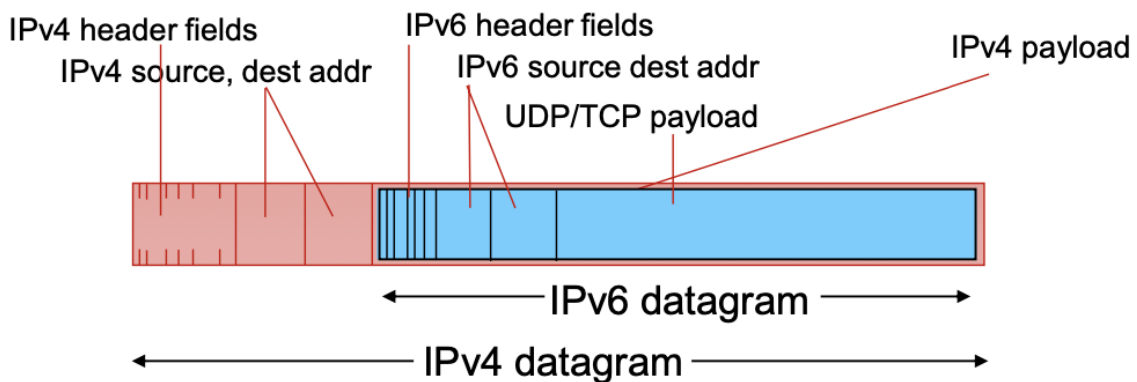 IPv4 header fields
IPv6 header fields
IPv4 payload
IPv4 source, dest addr
IPv6 source dest addr
UDP/TCP payload
IPv6 datagram
IPv4 datagram